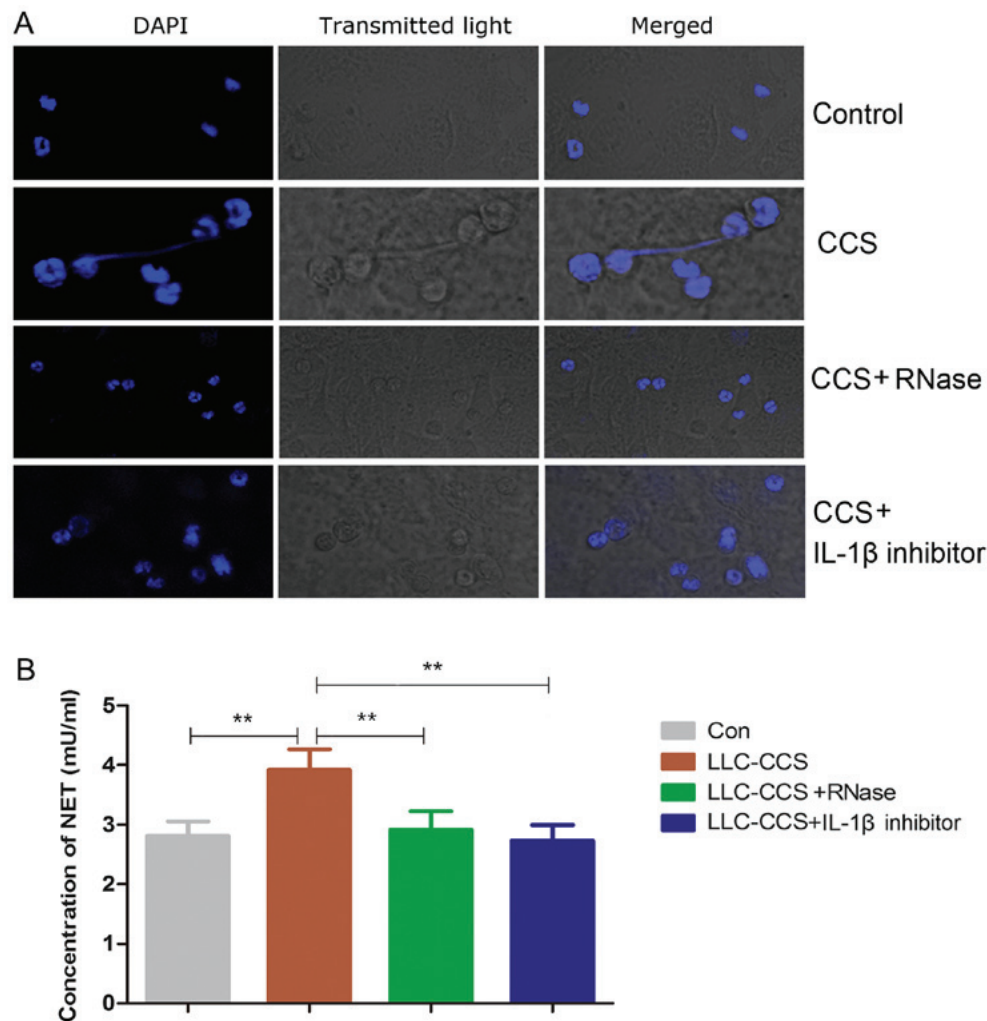 A
DAPI Transmitted light Merged
Control
CCS
CCS+ RNase
CCS+
IL-1β inhibitor
B
**
** **
Concentration of NET (mU/ml)
5
4
3
2
1
0
Con
LLC-CCS
LLC-CCS +RNase
LLC-CCS+IL-1β inhibitor